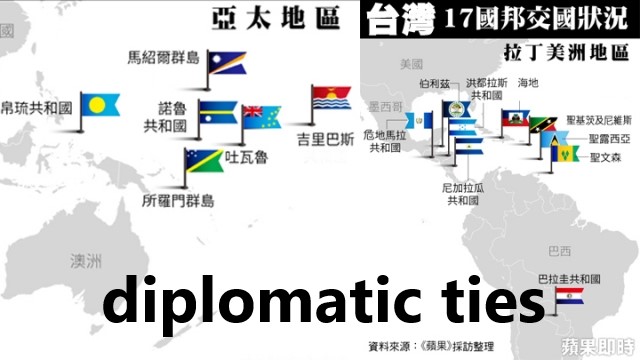 亞太地區
台灣 17國邦交國狀況
拉丁美洲地區
國
馬紹爾群島
帛琉共和國
諾魯
共和國
吐瓦魯
吉里巴斯
所羅門群島
澳洲
美國
墨西哥
伯利茲
洪都拉斯
共和國
海地
危地馬拉
共和國
聖基茨及尼維斯
聖露西亞
聖文森
尼加拉瓜
共和國
巴西
巴拉圭共和國
diplomatic ties
資料來源：《蘋果》採訪整理
蘋果即時